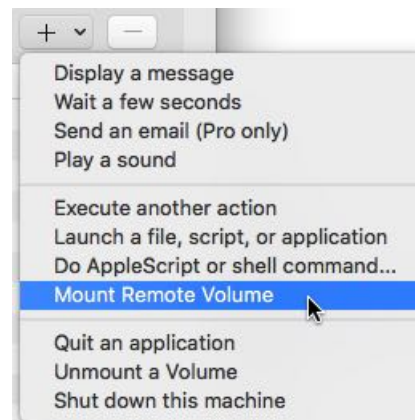 Display a message
Wait a few seconds
Send an email (Pro only)
Play a sound
Execute another action
Launch a file, script, or application
Do AppleScript or shell command...
Mount Remote Volume
Quit an application
Unmount a Volume
Shut down this machine